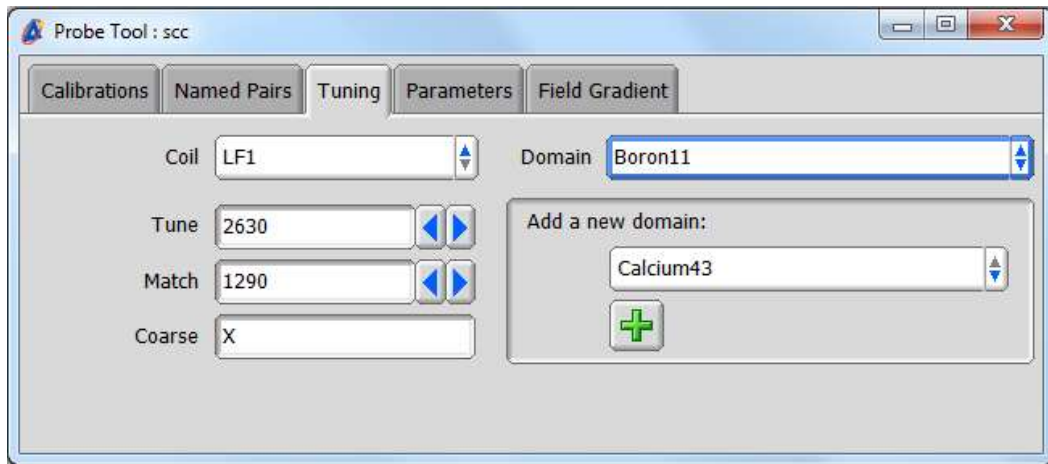 Probe Tool : scc
Calibrations Named Pairs Tuning Parameters Field Gradient
Coil LF1 Domain Boron11
Tune 2630 Add a new domain:
Match 1290 Calcium43
Coarse X